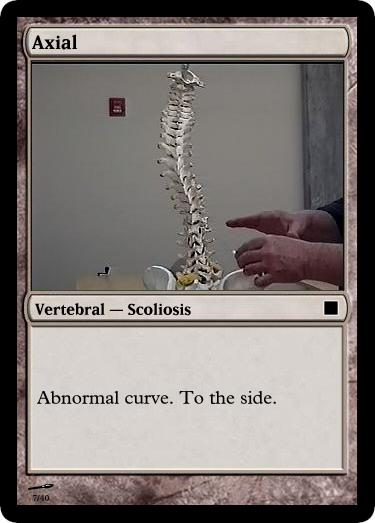 Axial
Vertebral — Scoliosis
Abnormal curve. To the side.
7/40